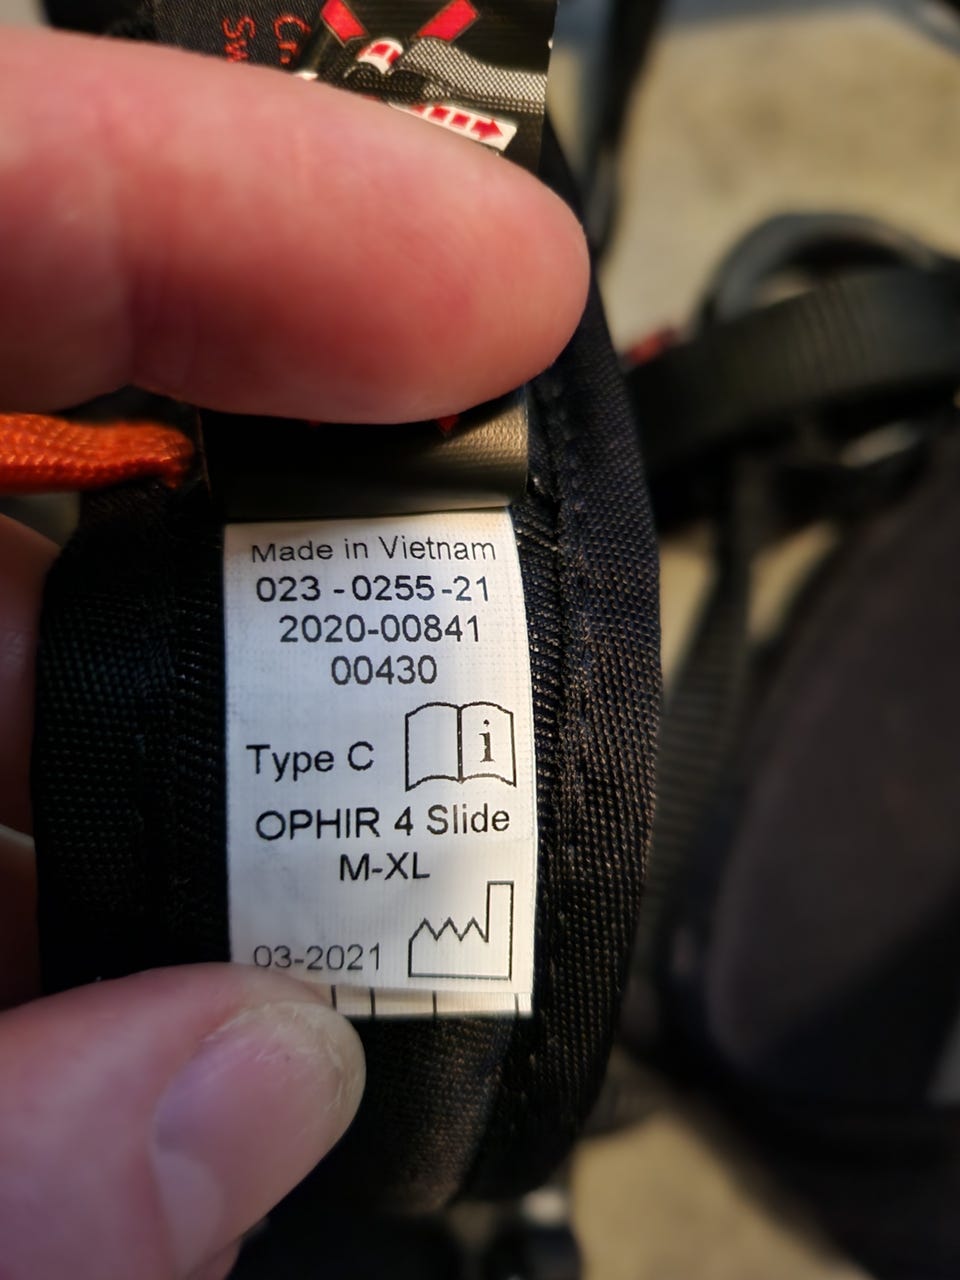 Made in Vietnam
023 - 0255 - 21
2020-00841
00430
i
Type C
OPHIR 4 Slide
M-XL
03-2021